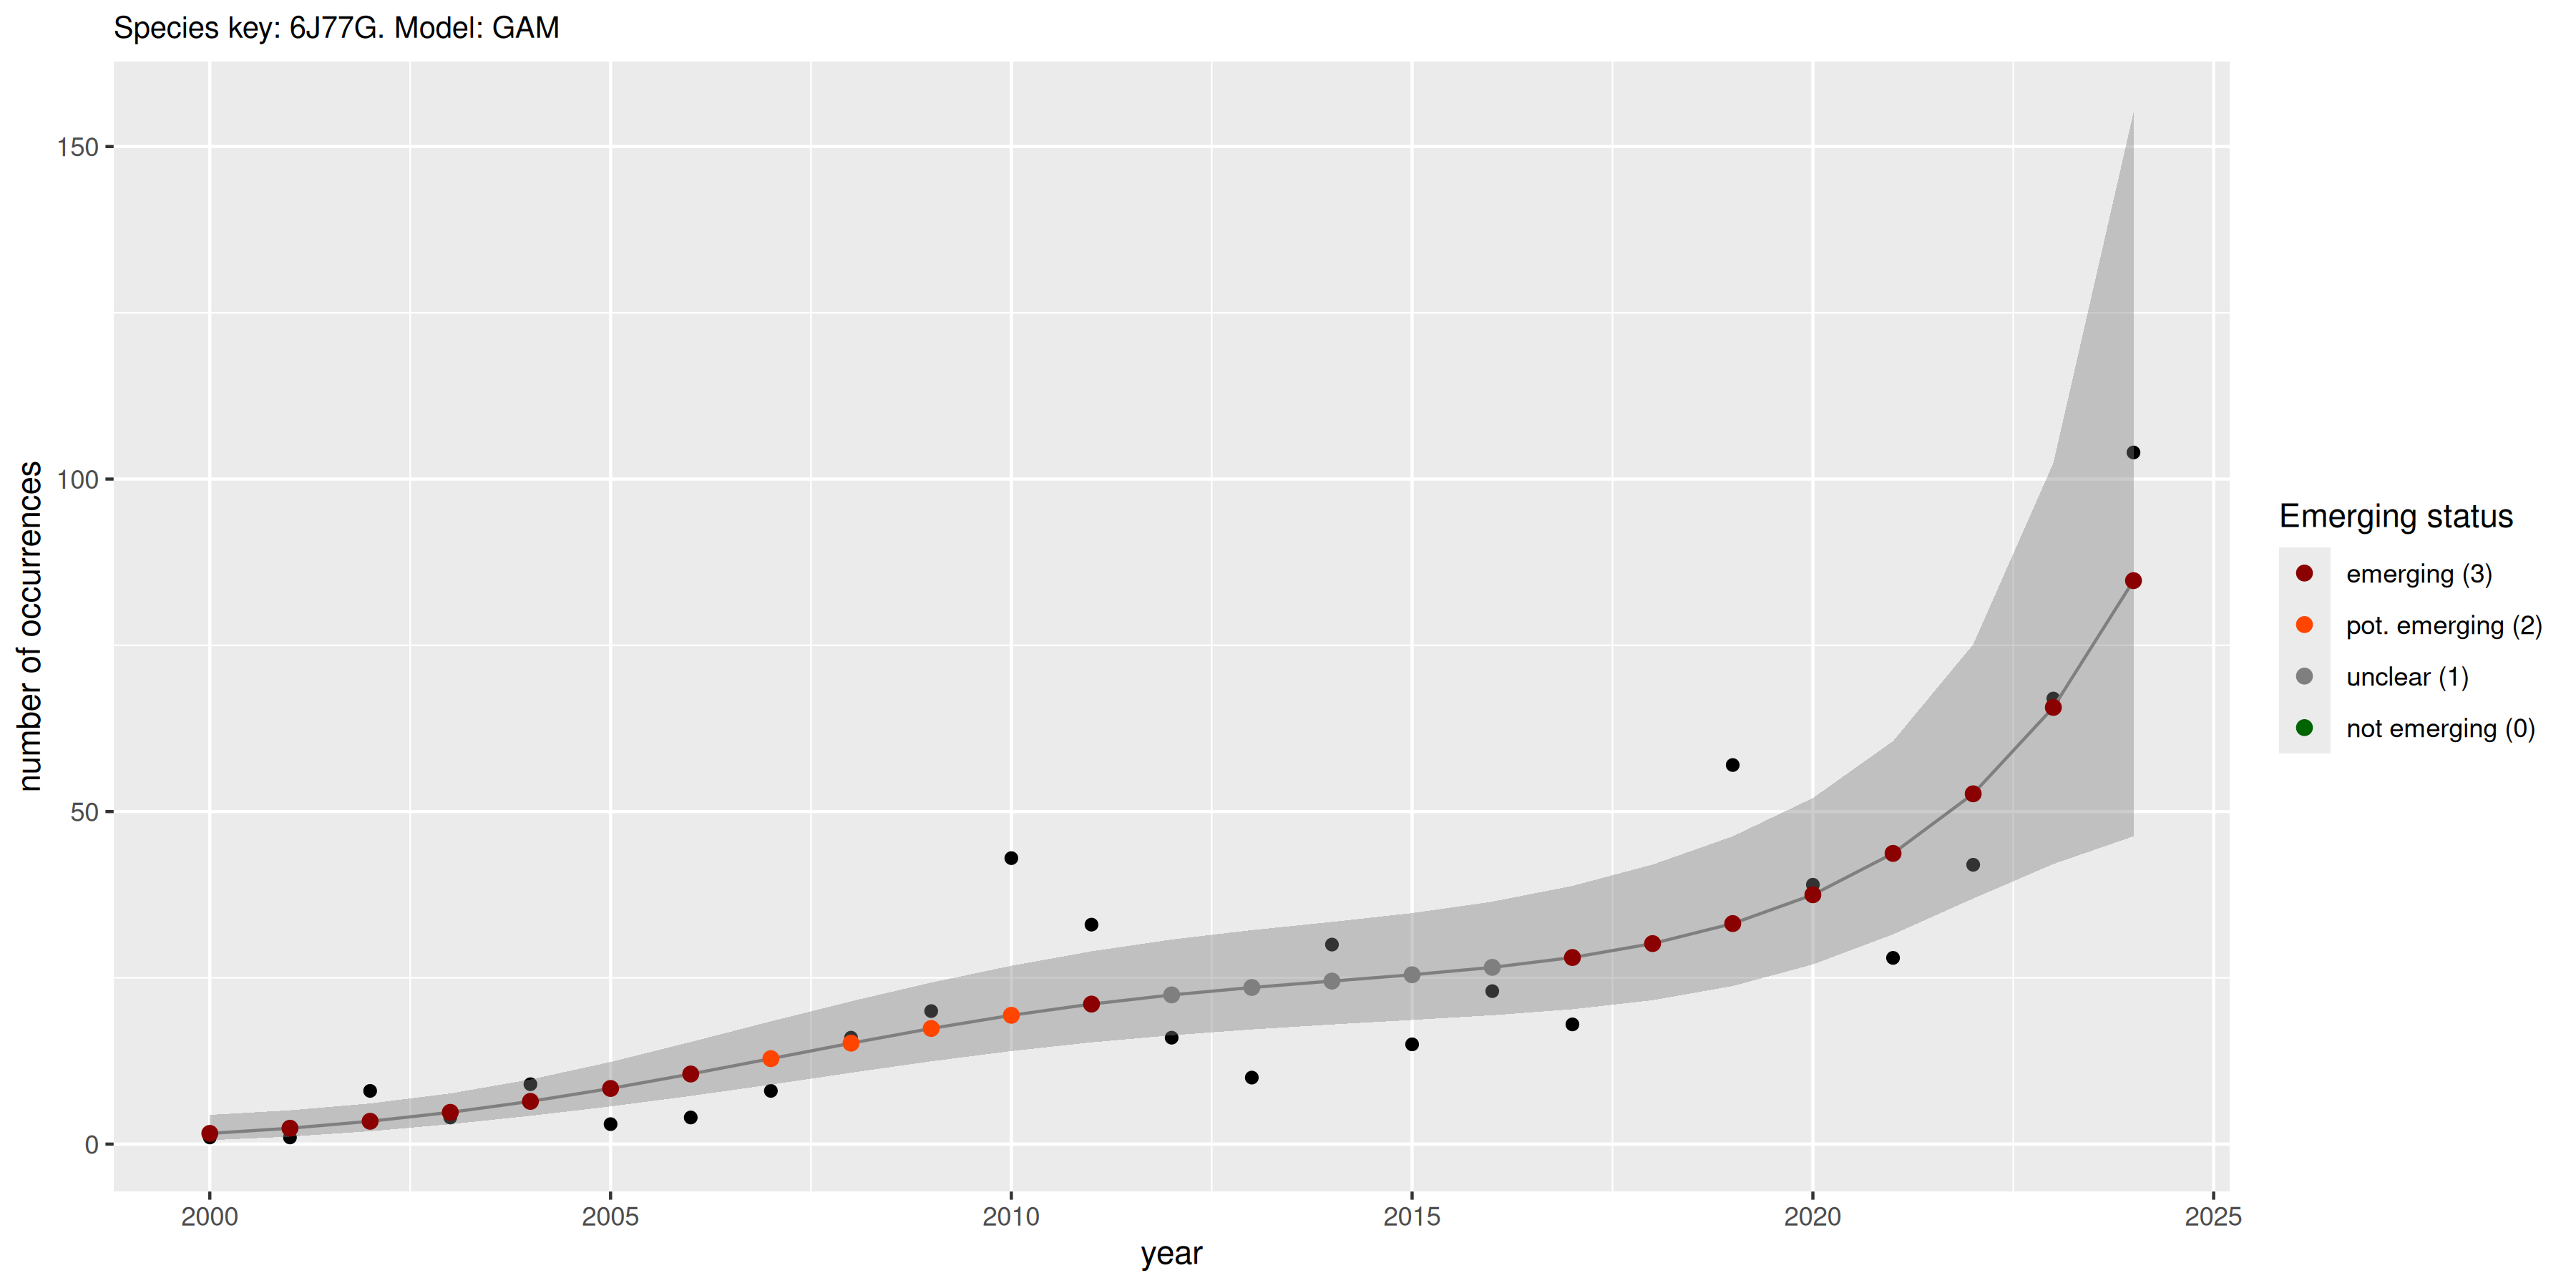 Species key: 6J77G. Model: GAM
150
100
50
0
number of occurrences
2000 2005 2010 2015 2020 2025
year
Emerging status
emerging (3)
pot. emerging (2)
unclear (1)
not emerging (0)